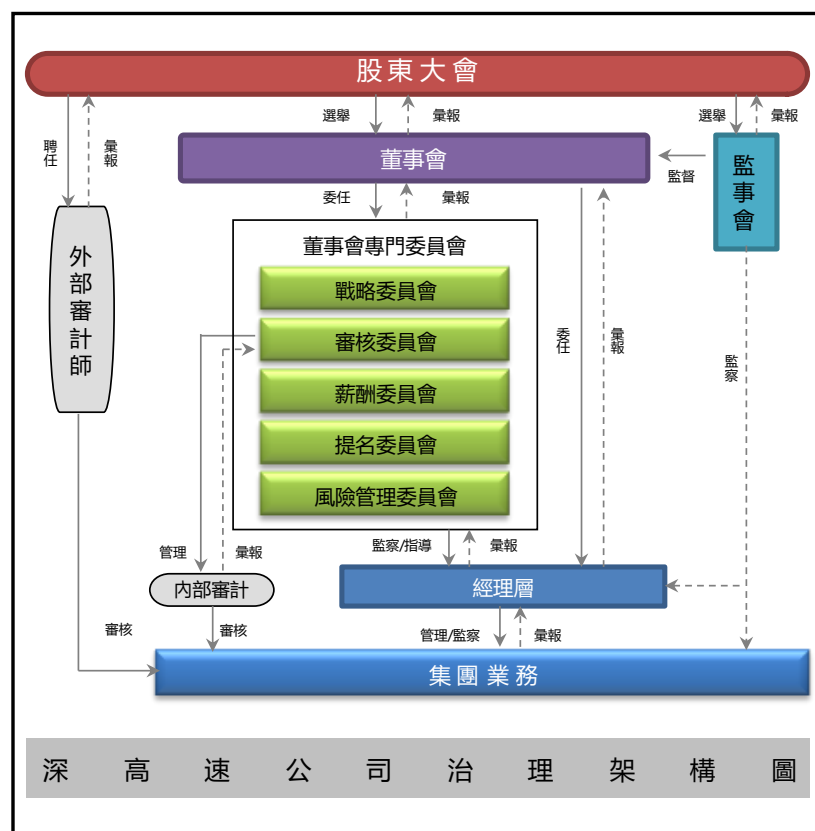 股東大會
選舉
彙報
選舉
彙報
聘任
彙報
董事會
監督
監事會
委任
彙報
外部審計師
董事會專門委員會
戰略委員會
審核委員會
薪酬委員會
提名委員會
風險管理委員會
委任
彙報
監察
管理
彙報
監察/指導
彙報
內部審計
經理層
審核
審核
管理/監察
彙報
集團業務
深高速公司治理架構圖